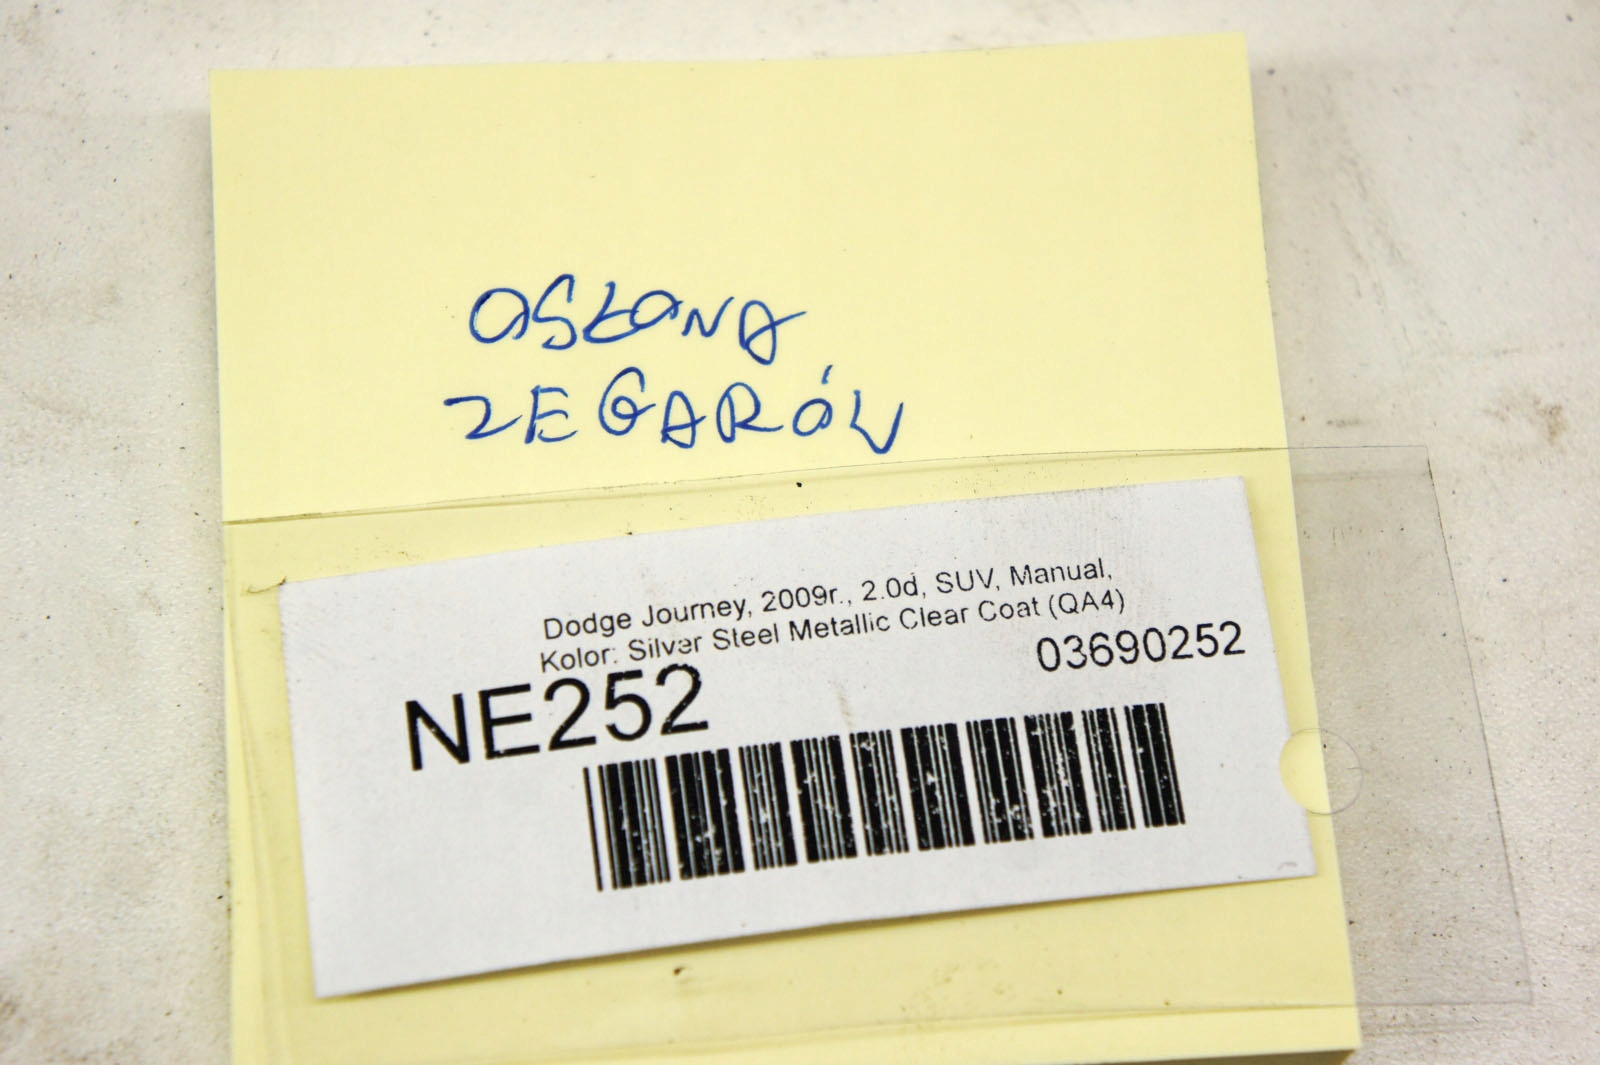 OSŁONA
ZEGARÓW
Dodge Journey, 2009r., 2.0d, SUV, Manual,
Kolor: Silver Steel Metallic Clear Coat (QA4)
03690252
NE252